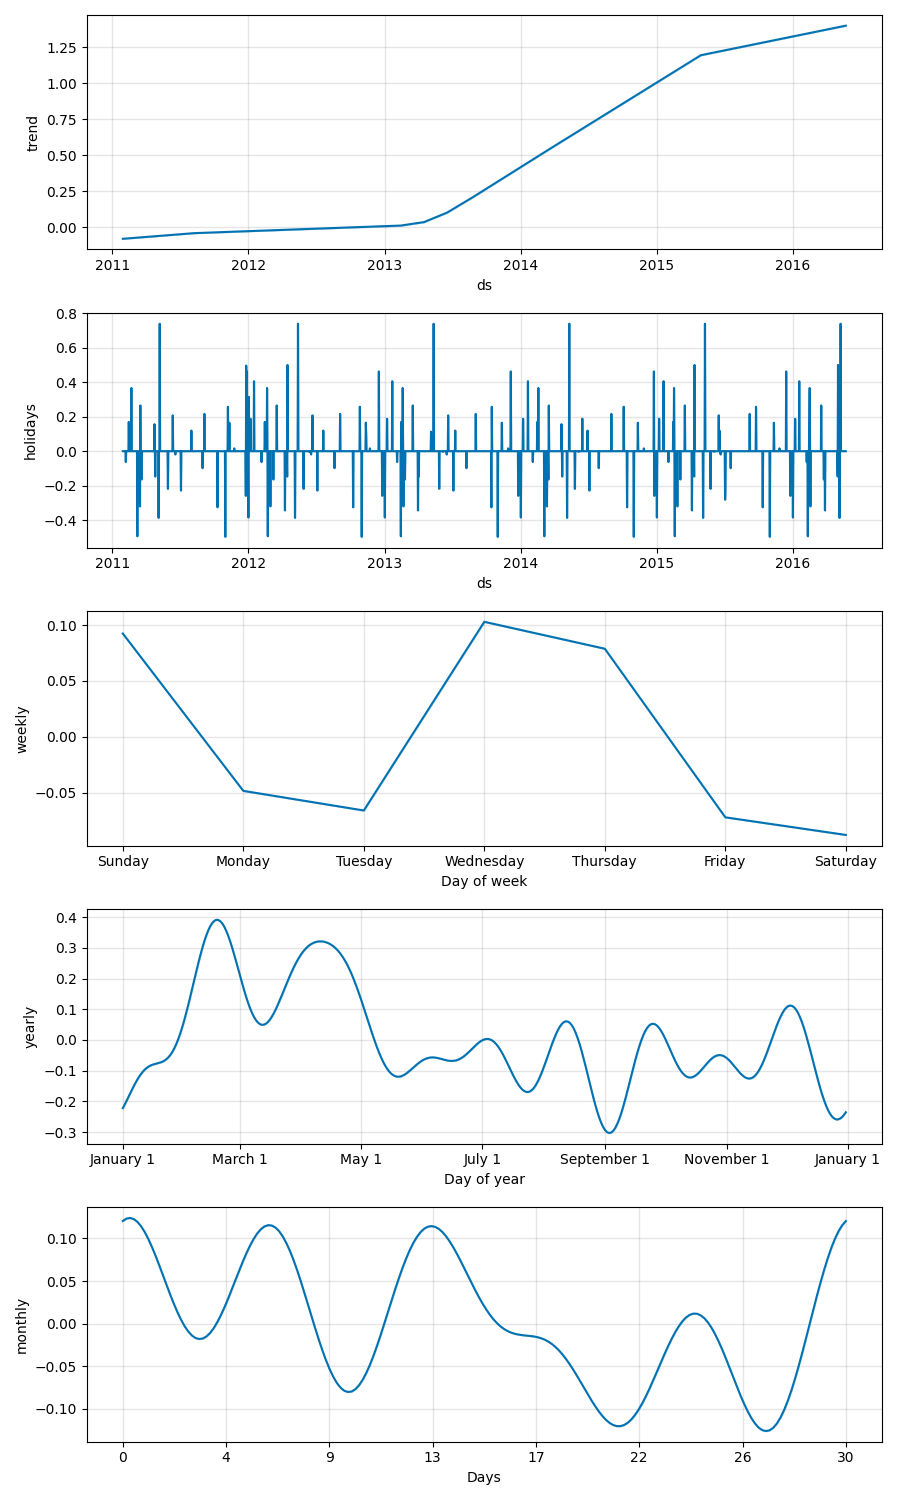 1.25
1.00
0.75
0.50
0.25
0.00
trend
2011 2012 2013 2014 2015 2016
ds
0.8
0.6
0.4
0.2
0.0
−0.2
−0.4
holidays
2011 2012 2013 2014 2015 2016
ds
0.10
0.05
0.00
−0.05
weekly
Sunday Monday Tuesday Wednesday Thursday Friday Saturday
Day of week
0.4
0.3
0.2
0.1
0.0
−0.1
−0.2
−0.3
yearly
January 1 March 1 May 1 July 1 September 1 November 1 January 1
Day of year
0.10
0.05
0.00
−0.05
−0.10
monthly
0 4 9 13 17 22 26 30
Days